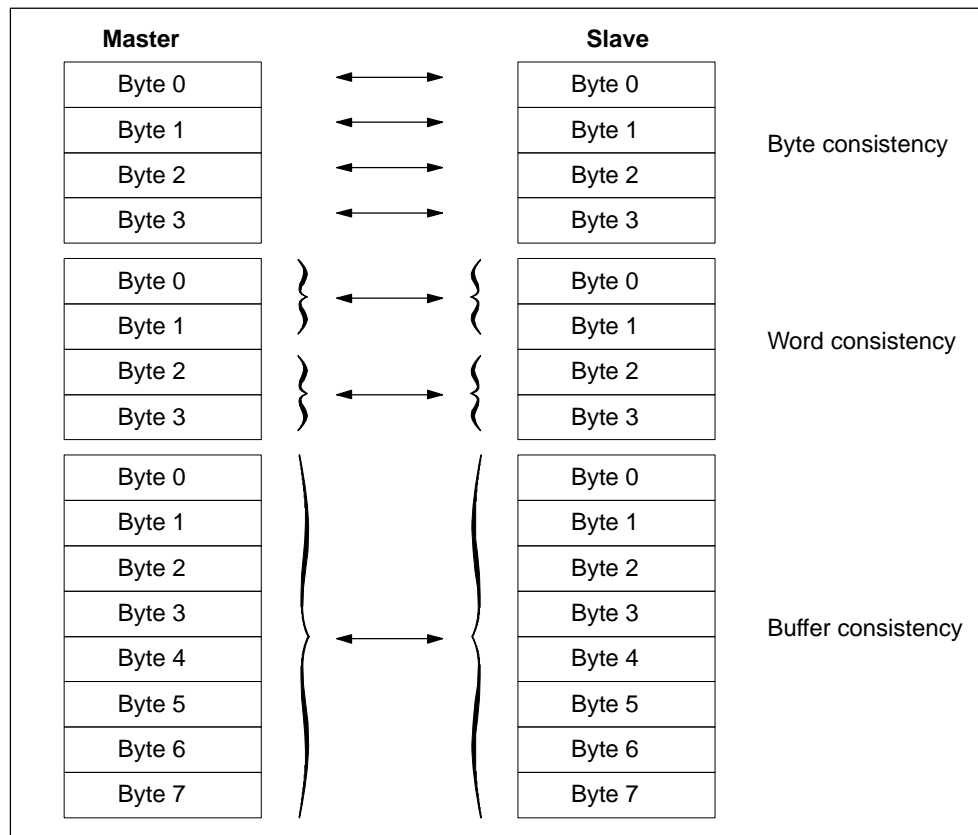 Master Slave
Byte 0 Byte 0
Byte 1 Byte 1
Byte consistency
Byte 2 Byte 2
Byte 3 Byte 3
Byte 0 Byte 0
Byte 1 Byte 1
Word consistency
Byte 2 Byte 2
Byte 3 Byte 3
Byte 0 Byte 0
Byte 1 Byte 1
Byte 2 Byte 2
Byte 3 Byte 3
Buffer consistency
Byte 4 Byte 4
Byte 5 Byte 5
Byte 6 Byte 6
Byte 7 Byte 7